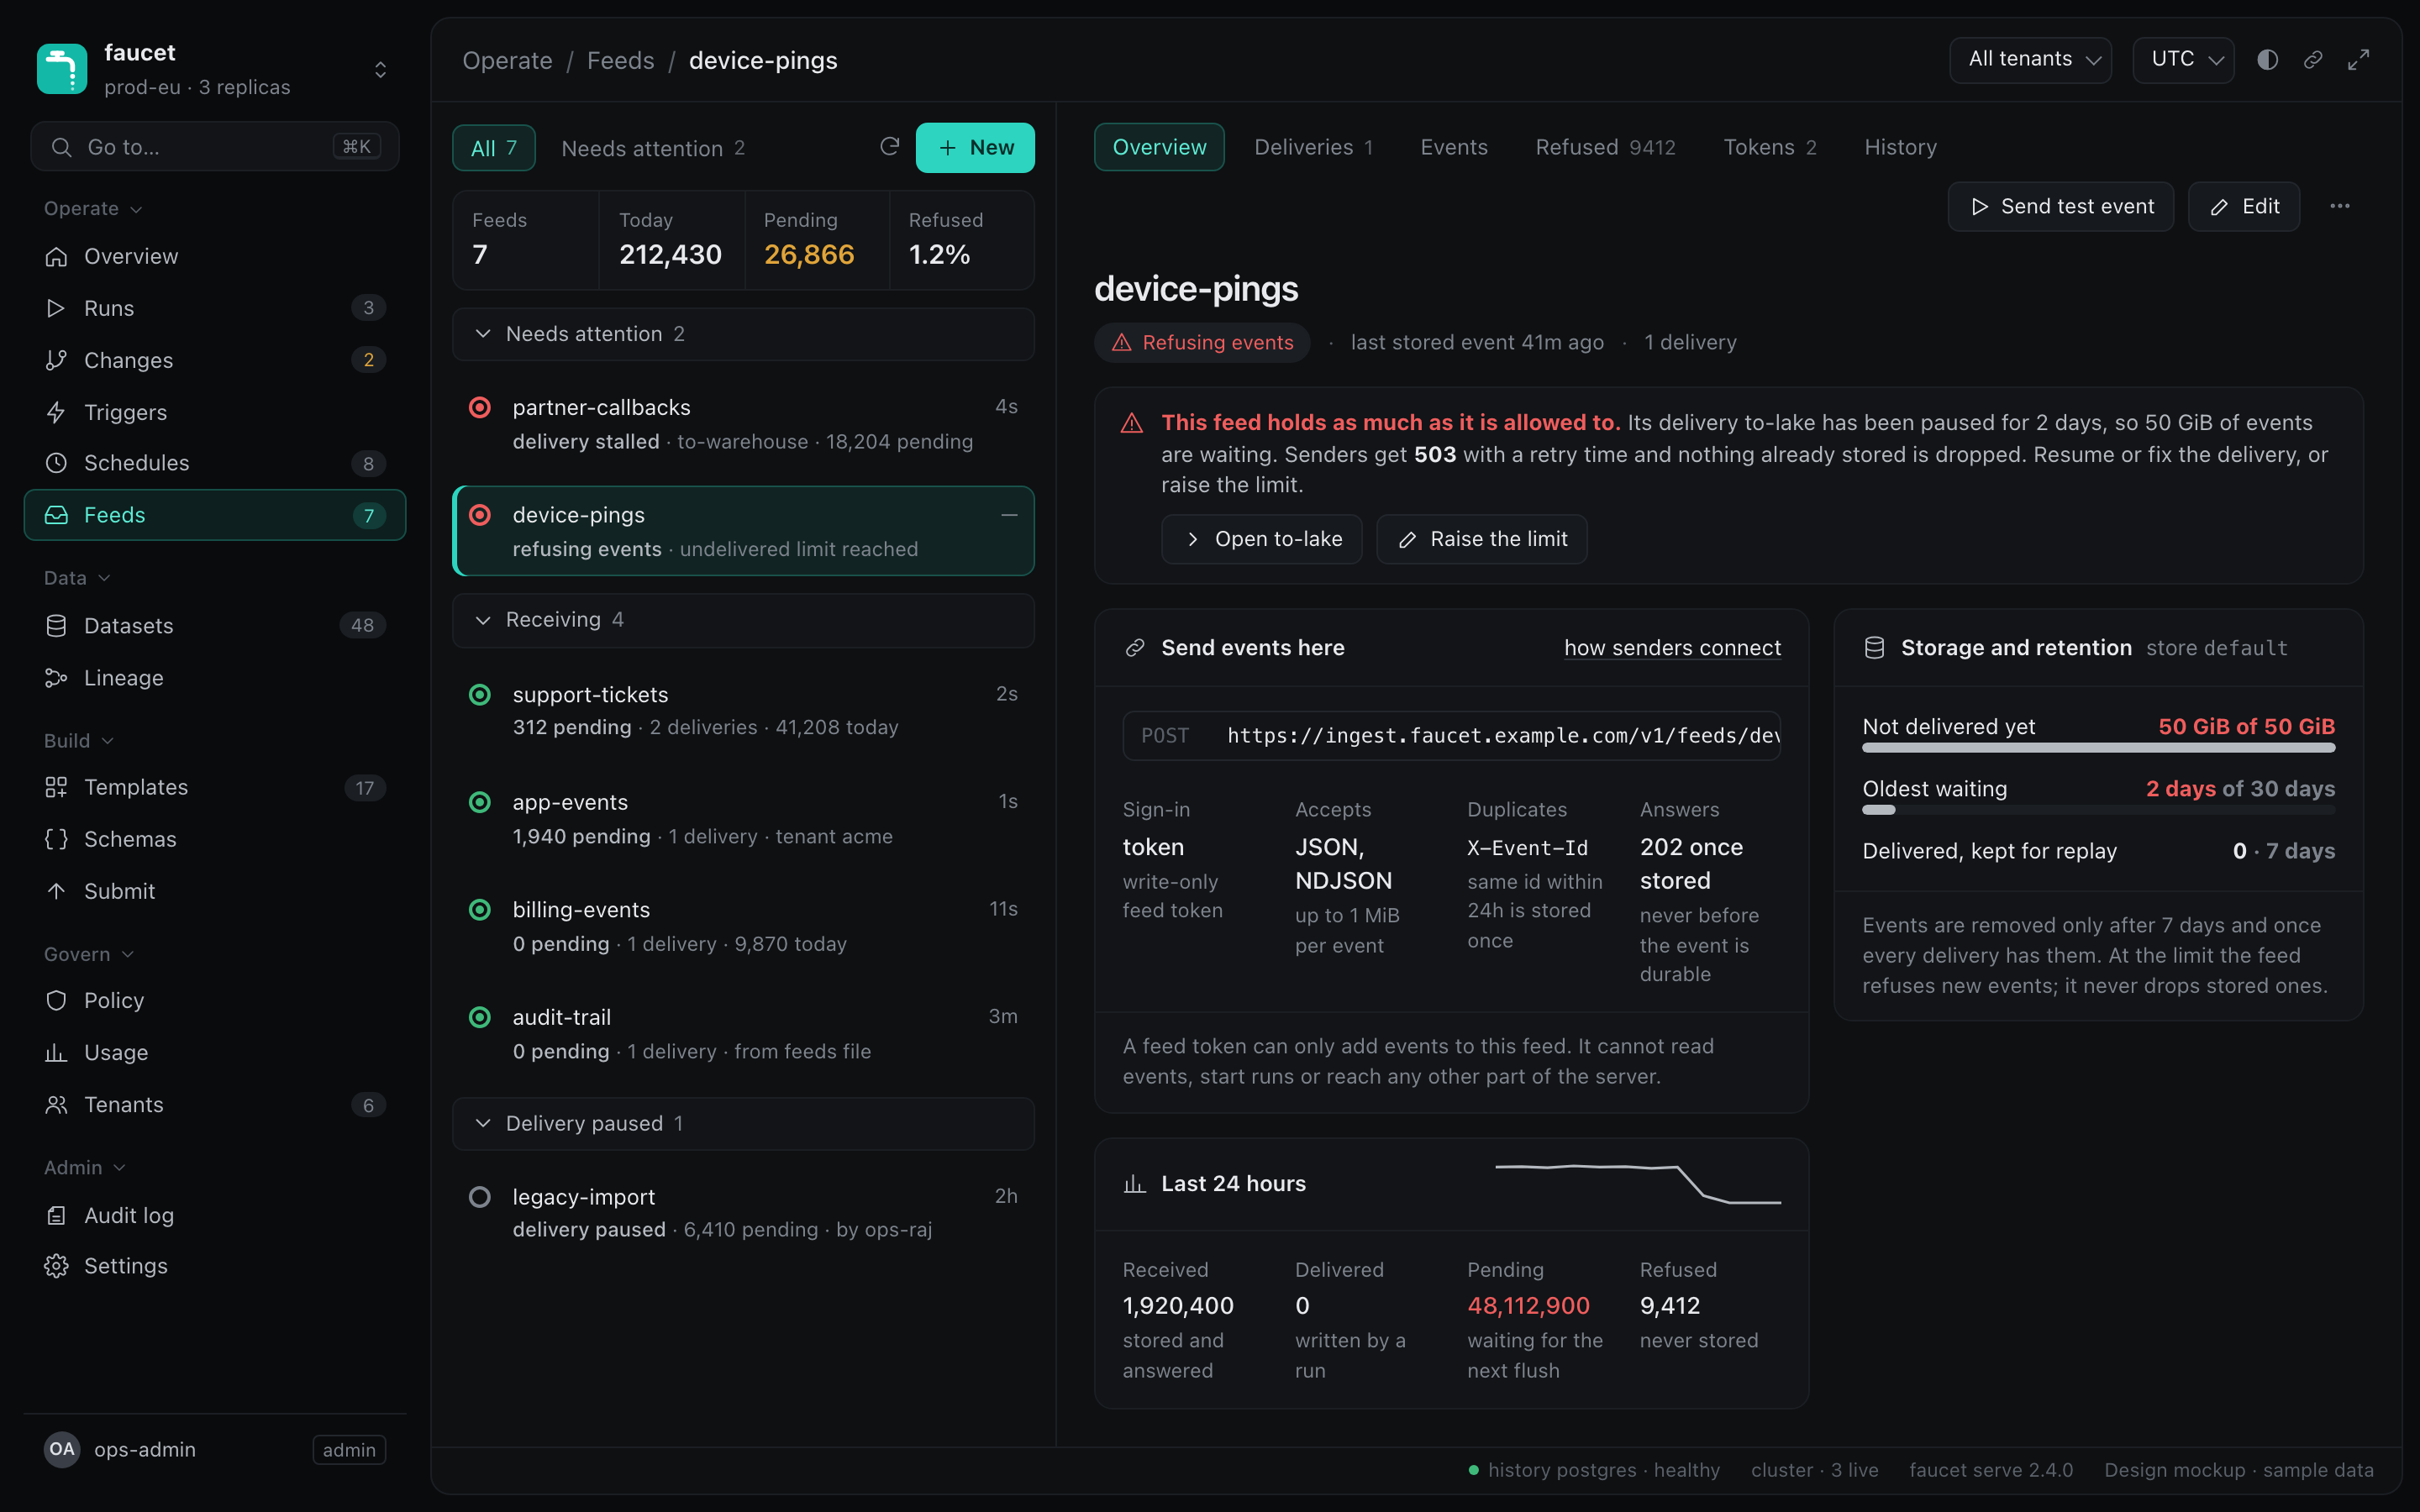 faucet
prod-eu · 3 replicas
Go to...
⌘K
Operate
Overview
Runs 3
Changes 2
Triggers
Schedules 8
Feeds 7
Data
Datasets 48
Lineage
Build
Templates 17
Schemas
Submit
Govern
Policy
Usage
Tenants 6
Admin
Audit log
Settings
OA ops-admin admin
Operate / Feeds / device-pings
All tenants
UTC
All 7
Needs attention 2
New
Feeds
7
Today
212,430
Pending
26,866
Refused
1.2%
Needs attention 2
partner-callbacks 4s
delivery stalled · to-warehouse · 18,204 pending
device-pings —
refusing events · undelivered limit reached
Receiving 4
support-tickets 2s
312 pending · 2 deliveries · 41,208 today
app-events 1s
1,940 pending · 1 delivery · tenant acme
billing-events 11s
0 pending · 1 delivery · 9,870 today
audit-trail 3m
0 pending · 1 delivery · from feeds file
Delivery paused 1
legacy-import 2h
delivery paused · 6,410 pending · by ops-raj
Overview
Deliveries 1
Events
Refused 9412
Tokens 2
History
Send test event
Edit
device-pings
Refusing events · last stored event 41m ago · 1 delivery
This feed holds as much as it is allowed to. Its delivery to-lake has been paused for 2 days, so 50 GiB of events
are waiting. Senders get 503 with a retry time and nothing already stored is dropped. Resume or fix the delivery, or
raise the limit.
Open to-lake
Raise the limit
Send events here
how senders connect
POST https://ingest.faucet.example.com/v1/feeds/dev
Sign-in
token
write-only
feed token
Accepts
JSON,
NDJSON
up to 1 MiB
per event
Duplicates
X-Event-Id
same id within
24h is stored
once
Answers
202 once
stored
never before
the event is
durable
A feed token can only add events to this feed. It cannot read
events, start runs or reach any other part of the server.
Storage and retention store default
Not delivered yet 50 GiB of 50 GiB
Oldest waiting 2 days of 30 days
Delivered, kept for replay 0 · 7 days
Events are removed only after 7 days and once
every delivery has them. At the limit the feed
refuses new events; it never drops stored ones.
Last 24 hours
Received
1,920,400
stored and
answered
Delivered
0
written by a
run
Pending
48,112,900
waiting for the
next flush
Refused
9,412
never stored
history postgres · healthy
cluster · 3 live
faucet serve 2.4.0
Design mockup · sample data